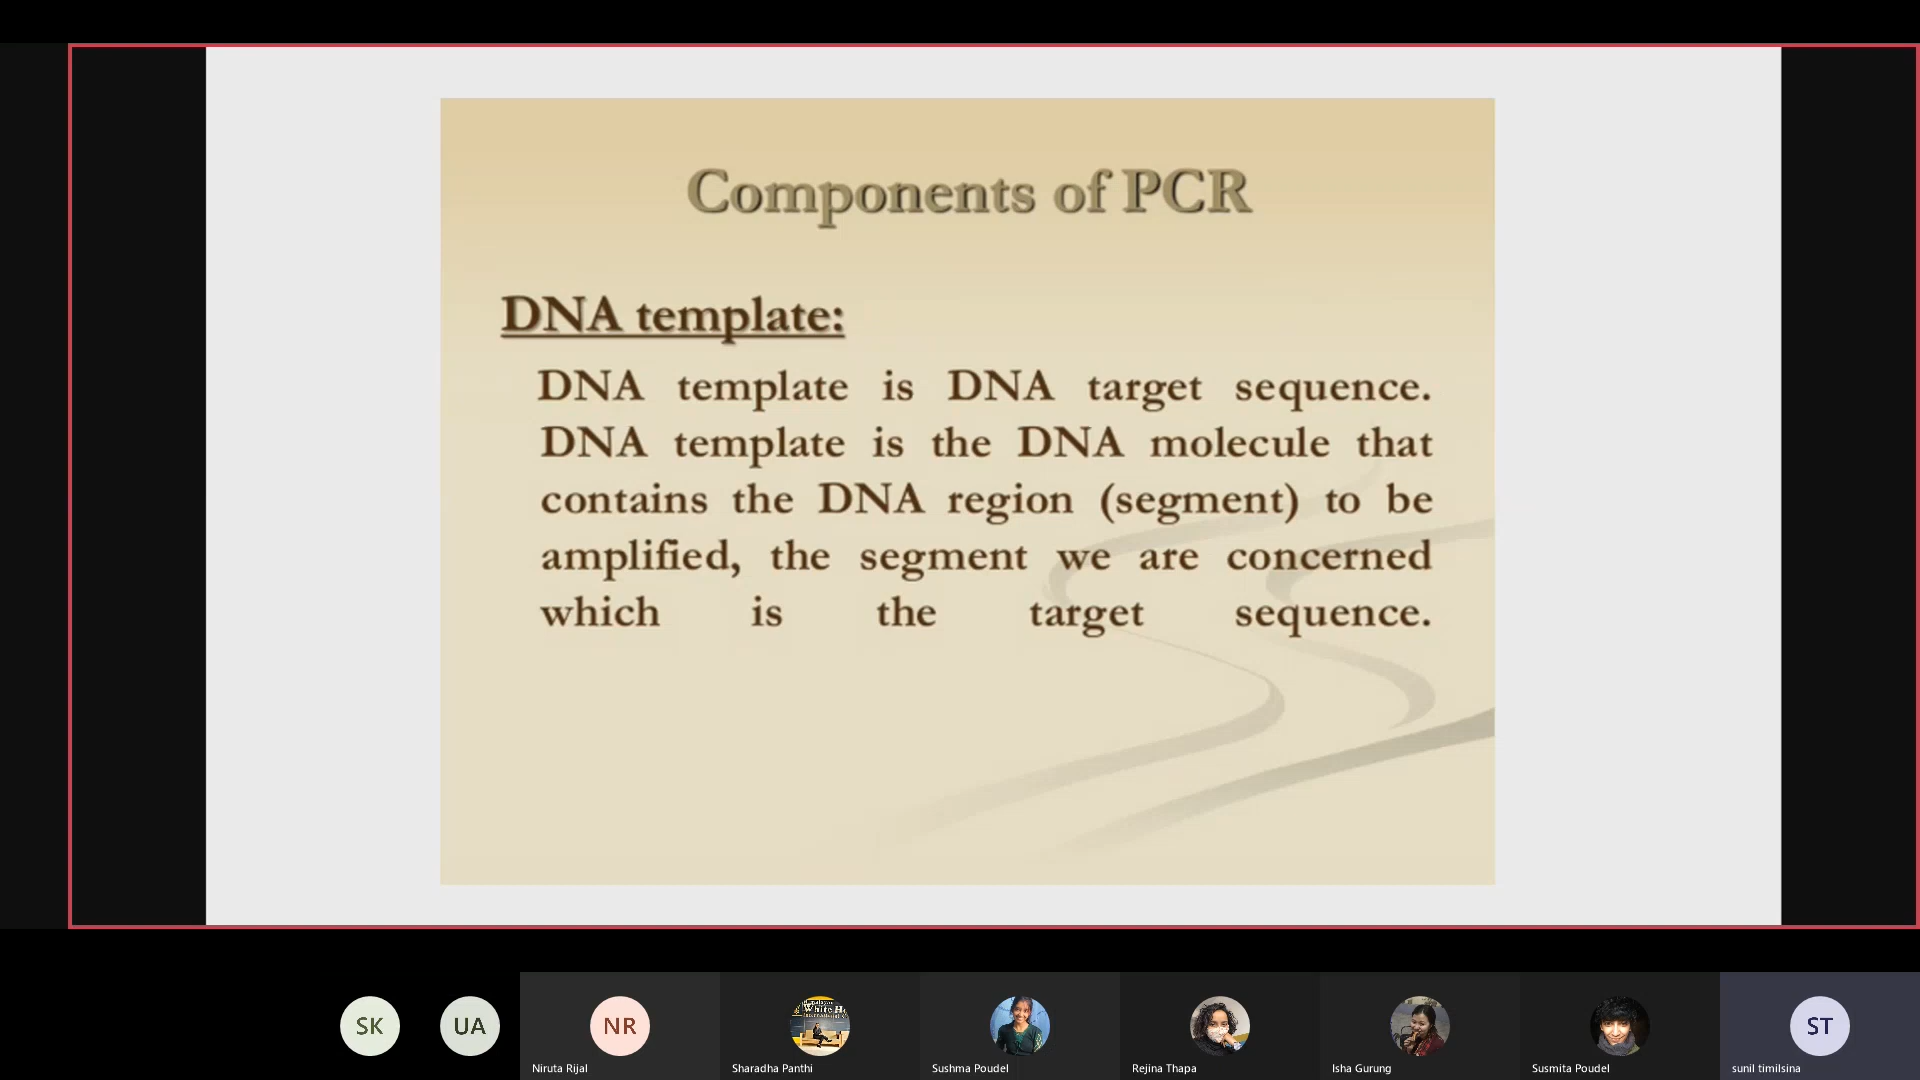 Components of PCR
DNA template:
DNA template is DNA target sequence.
DNA template is the DNA molecule that
contains the DNA region (segment) to be
amplified, the segment we are concerned
which is the target sequence.
SK
UA
NR
White H
ST
Niruta Rijal
Sharadha Panthi
Sushma Poudel
Rejina Thapa
Isha Gurung
Susmita Poudel
sunil timilsina